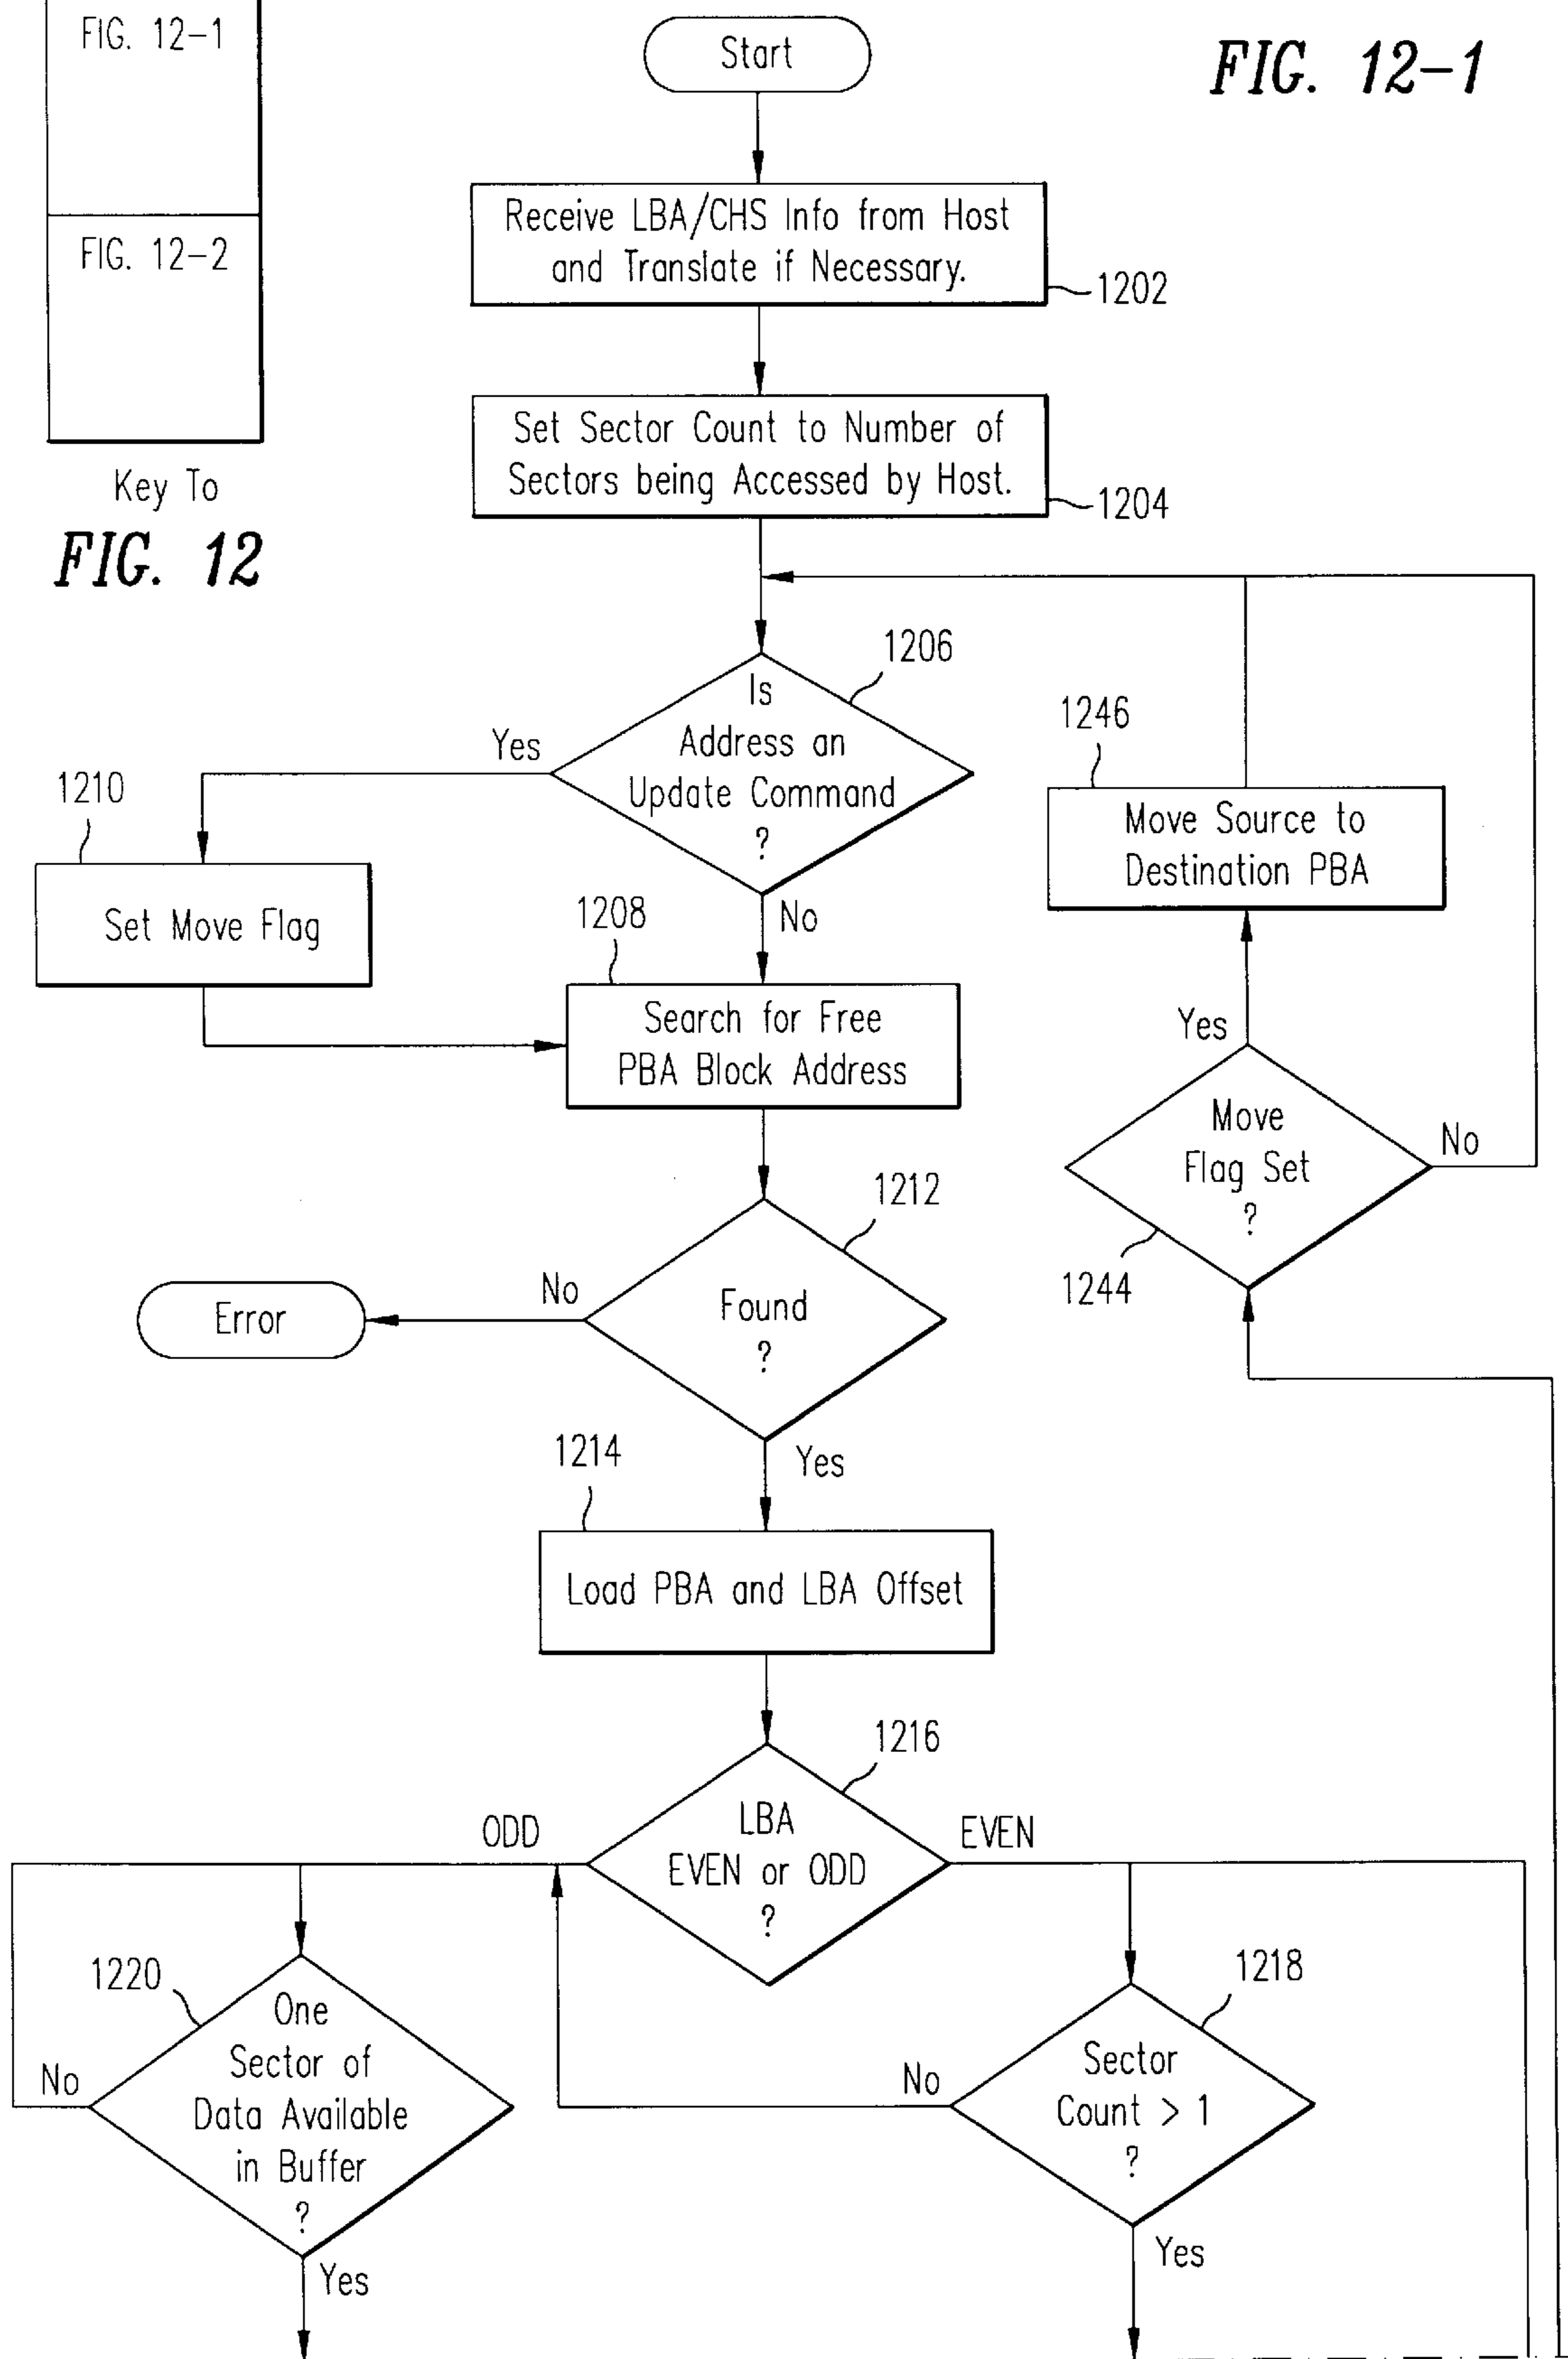 FIG. 12-1
FIG. 12-2
Key To
FIG. 12
FIG. 12-1
Start
Receive LBA/CHS Info from Host
and Translate if Necessary.
1202
Set Sector Count to Number of
Sectors being Accessed by Host.
1204
1206
Is
Address an
Update Command
?
Yes
No
1210
Set Move Flag
1208
Search for Free
PBA Block Address
1246
Move Source to
Destination PBA
Yes
Move
Flag Set
?
No
1244
1212
Found
?
No
Error
Yes
1214
Load PBA and LBA Offset
1216
LBA
EVEN or ODD
?
ODD
EVEN
1220
One
Sector of
Data Available
in Buffer
?
No
Yes
1218
Sector
Count > 1
?
No
Yes